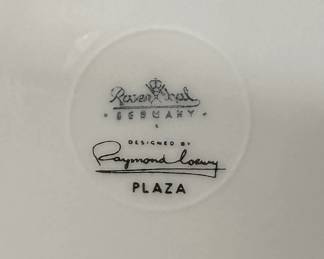 Rosenthal
· GERMANY ·
DESIGNED BY
Raymond Loewy
PLAZA